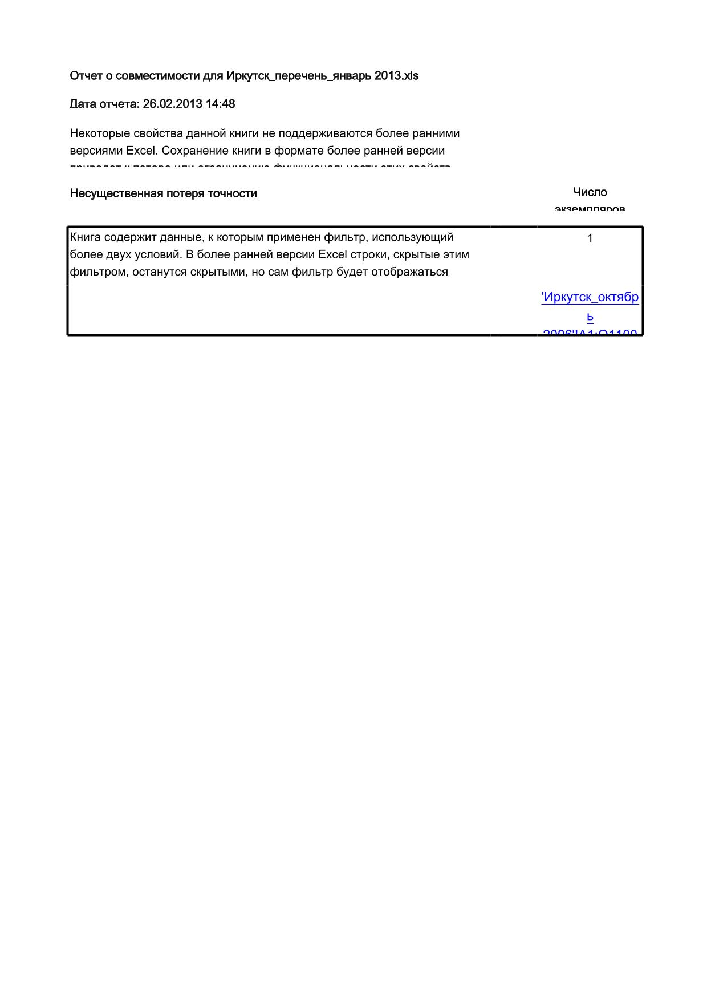 Отчет о совместимости для Иркутск_перечень_январь 2013.xls
Дата отчета: 26.02.2013 14:48
Некоторые свойства данной книги не поддерживаются более ранними
версиями Excel. Сохранение книги в формате более ранней версии
приведет к потере или ограничению функциональности этих свойств.
Несущественная потеря точности
Число
экземпляров
Книга содержит данные, к которым применен фильтр, использующий
более двух условий. В более ранней версии Excel строки, скрытые этим
фильтром, останутся скрытыми, но сам фильтр будет отображаться
1
'Иркутск_октябр
ь
2006'!A1:O1100